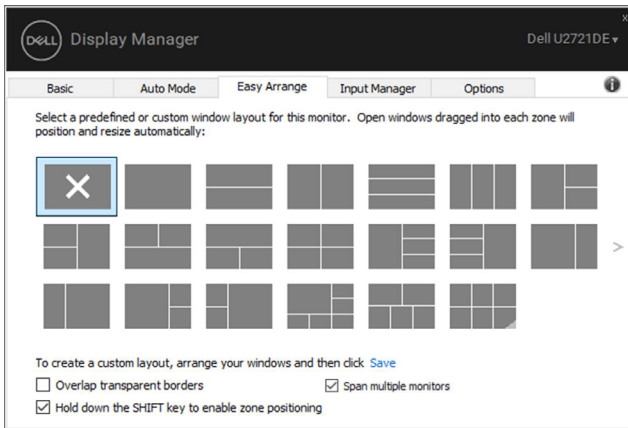 DELL Display Manager
Dell U2721DE
Basic Auto Mode Easy Arrange Input Manager Options
Select a predefined or custom window layout for this monitor. Open windows dragged into each zone will
position and resize automatically:
To create a custom layout, arrange your windows and then click Save
Overlap transparent borders
Span multiple monitors
Hold down the SHIFT key to enable zone positioning